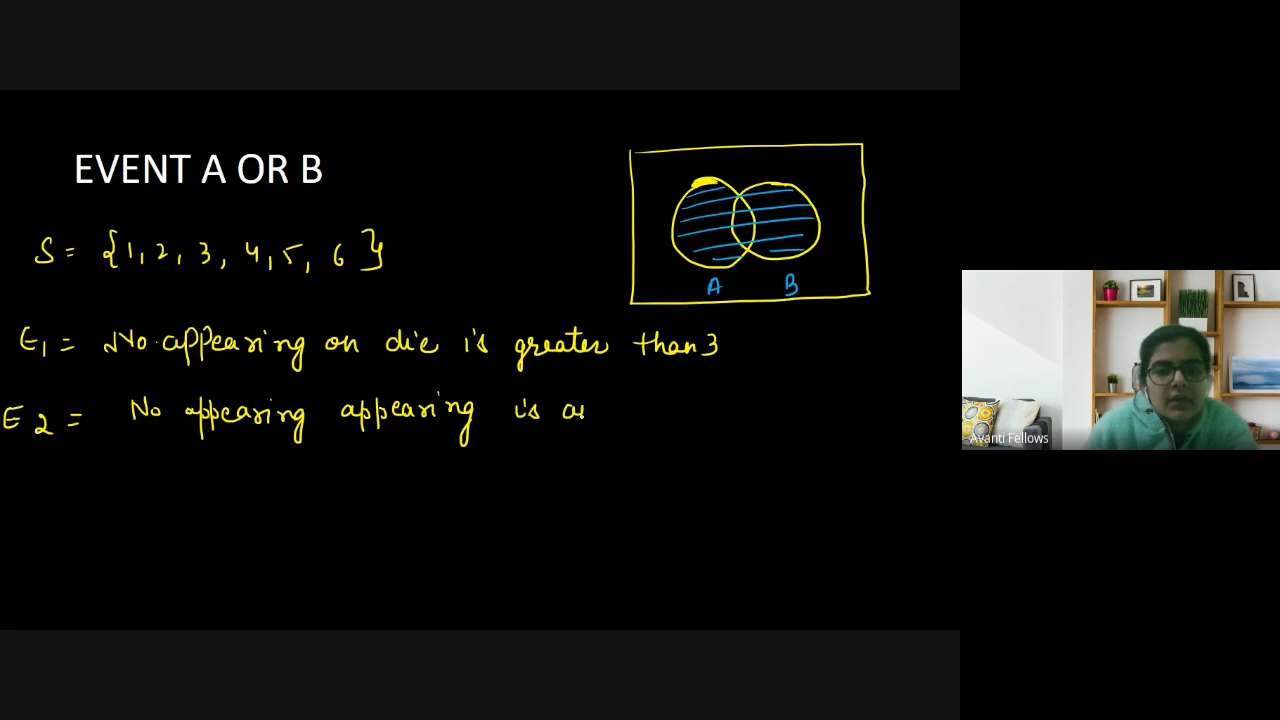 EVENT A OR B
S = {1, 2, 3, 4, 5, 6}
A B
E1 = No. appearing on die is greater than 3
E2 = No appearing appearing is
Avanti Fellows